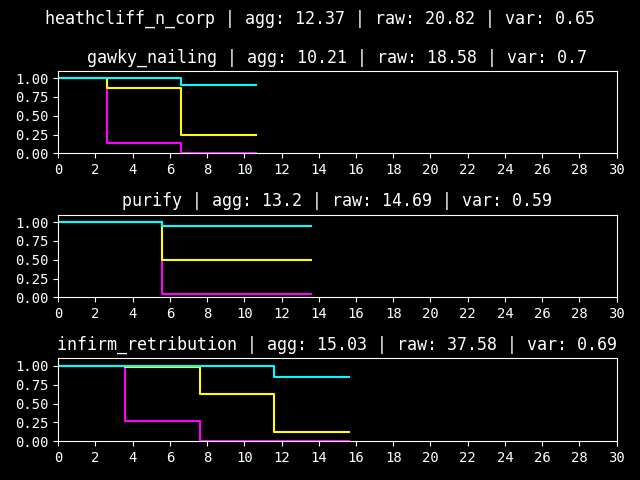 heathcliff_n_corp | agg: 12.37 | raw: 20.82 | var: 0.65
gawky_nailing | agg: 10.21 | raw: 18.58 | var: 0.7
1.00
0.75
0.50
0.25
0.00
0 2 4 6 8 10 12 14 16 18 20 22 24 26 28 30
purify | agg: 13.2 | raw: 14.69 | var: 0.59
1.00
0.75
0.50
0.25
0.00
0 2 4 6 8 10 12 14 16 18 20 22 24 26 28 30
infirm_retribution | agg: 15.03 | raw: 37.58 | var: 0.69
1.00
0.75
0.50
0.25
0.00
0 2 4 6 8 10 12 14 16 18 20 22 24 26 28 30